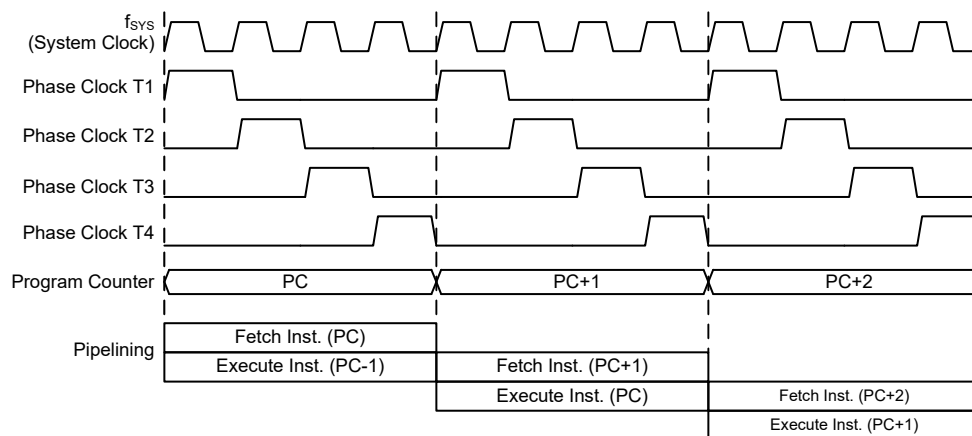 fSYS
(System Clock)
Phase Clock T1
Phase Clock T2
Phase Clock T3
Phase Clock T4
Program Counter PC PC+1 PC+2
Pipelining
Fetch Inst. (PC)
Execute Inst. (PC-1) Fetch Inst. (PC+1)
Execute Inst. (PC) Fetch Inst. (PC+2)
Execute Inst. (PC+1)